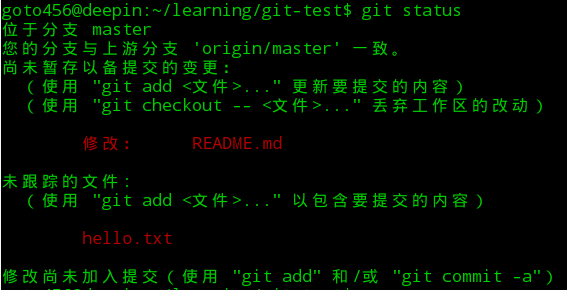 goto456@deepin:~/learning/git-test$ git status
位于分支 master
您的分支与上游分支 'origin/master' 一致。
尚未暂存以备提交的变更：
（使用 "git add <文件>..." 更新要提交的内容）
（使用 "git checkout -- <文件>..." 丢弃工作区的改动）
修改： README.md
未跟踪的文件：
（使用 "git add <文件>..." 以包含要提交的内容）
hello.txt
修改尚未加入提交（使用 "git add" 和/或 "git commit -a"）